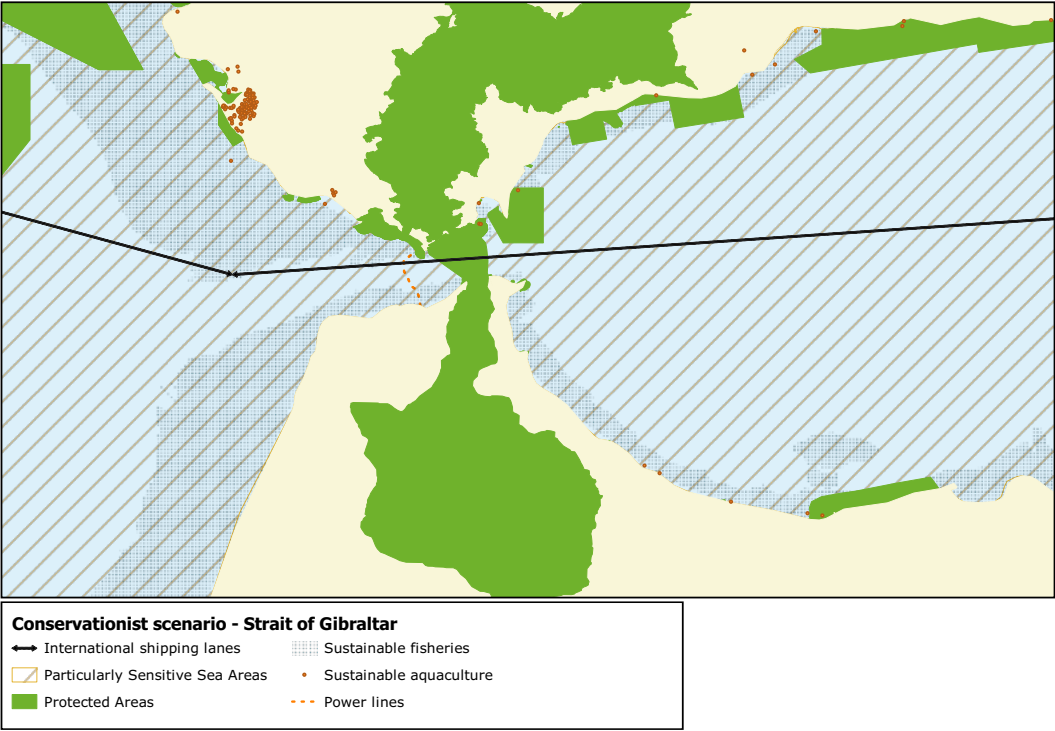 Conservationist scenario - Strait of Gibraltar
International shipping lanes
Sustainable fisheries
Particularly Sensitive Sea Areas
Sustainable aquaculture
Protected Areas
Power lines